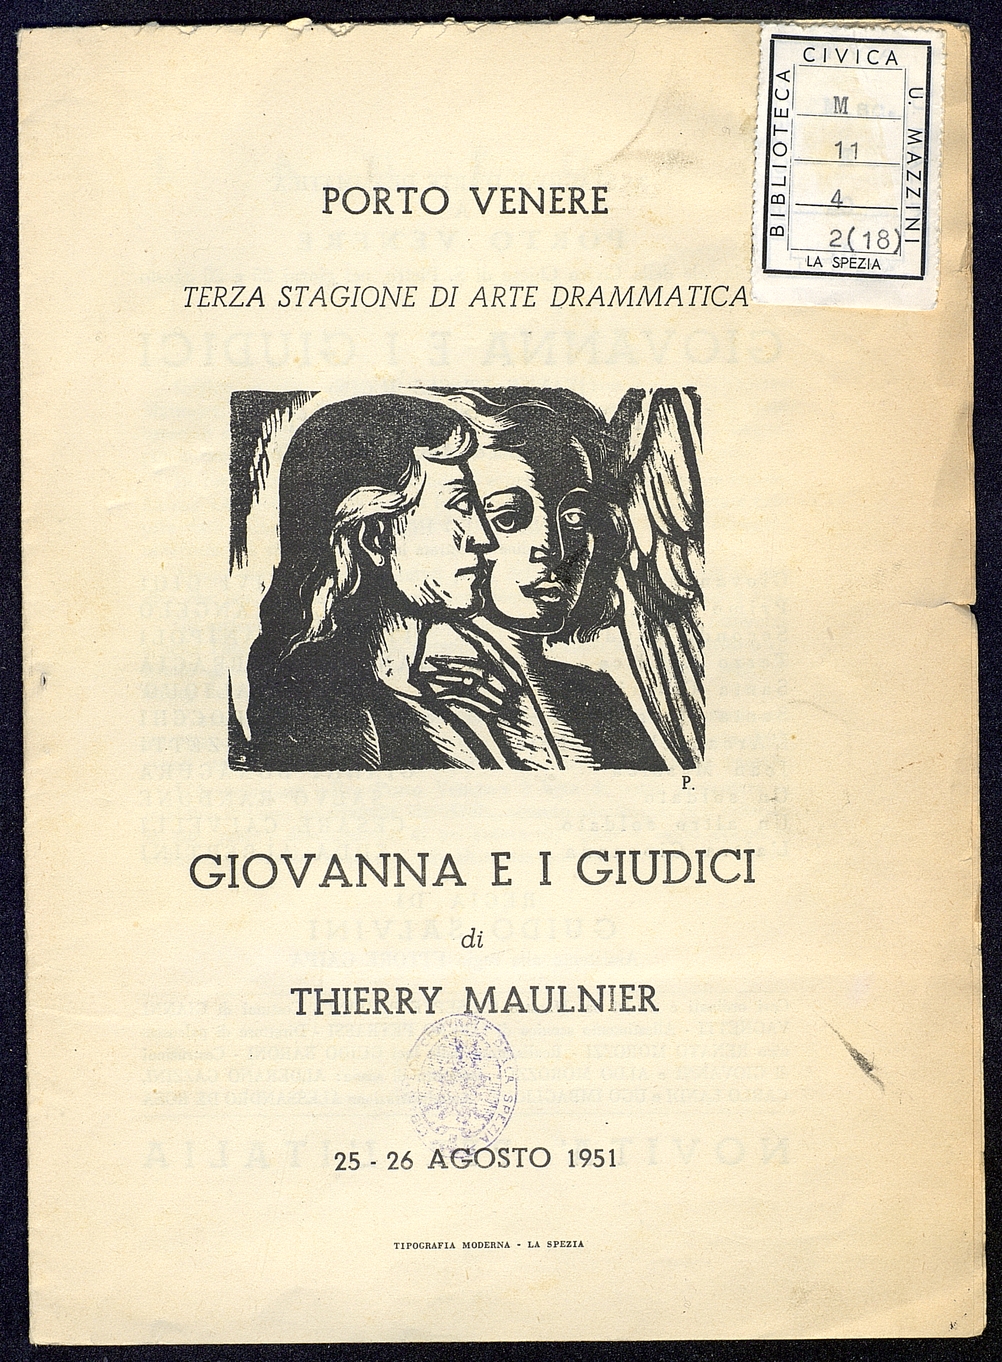 BIBLIOTECA
CIVICA
U. MAZZINI
M
11
4
2(18)
LA SPEZIA
PORTO VENERE
TERZA STAGIONE DI ARTE DRAMMATICA
P.
GIOVANNA E I GIUDICI
di
THIERRY MAULNIER
25 - 26 AGOSTO 1951
TIPOGRAFIA MODERNA - LA SPEZIA